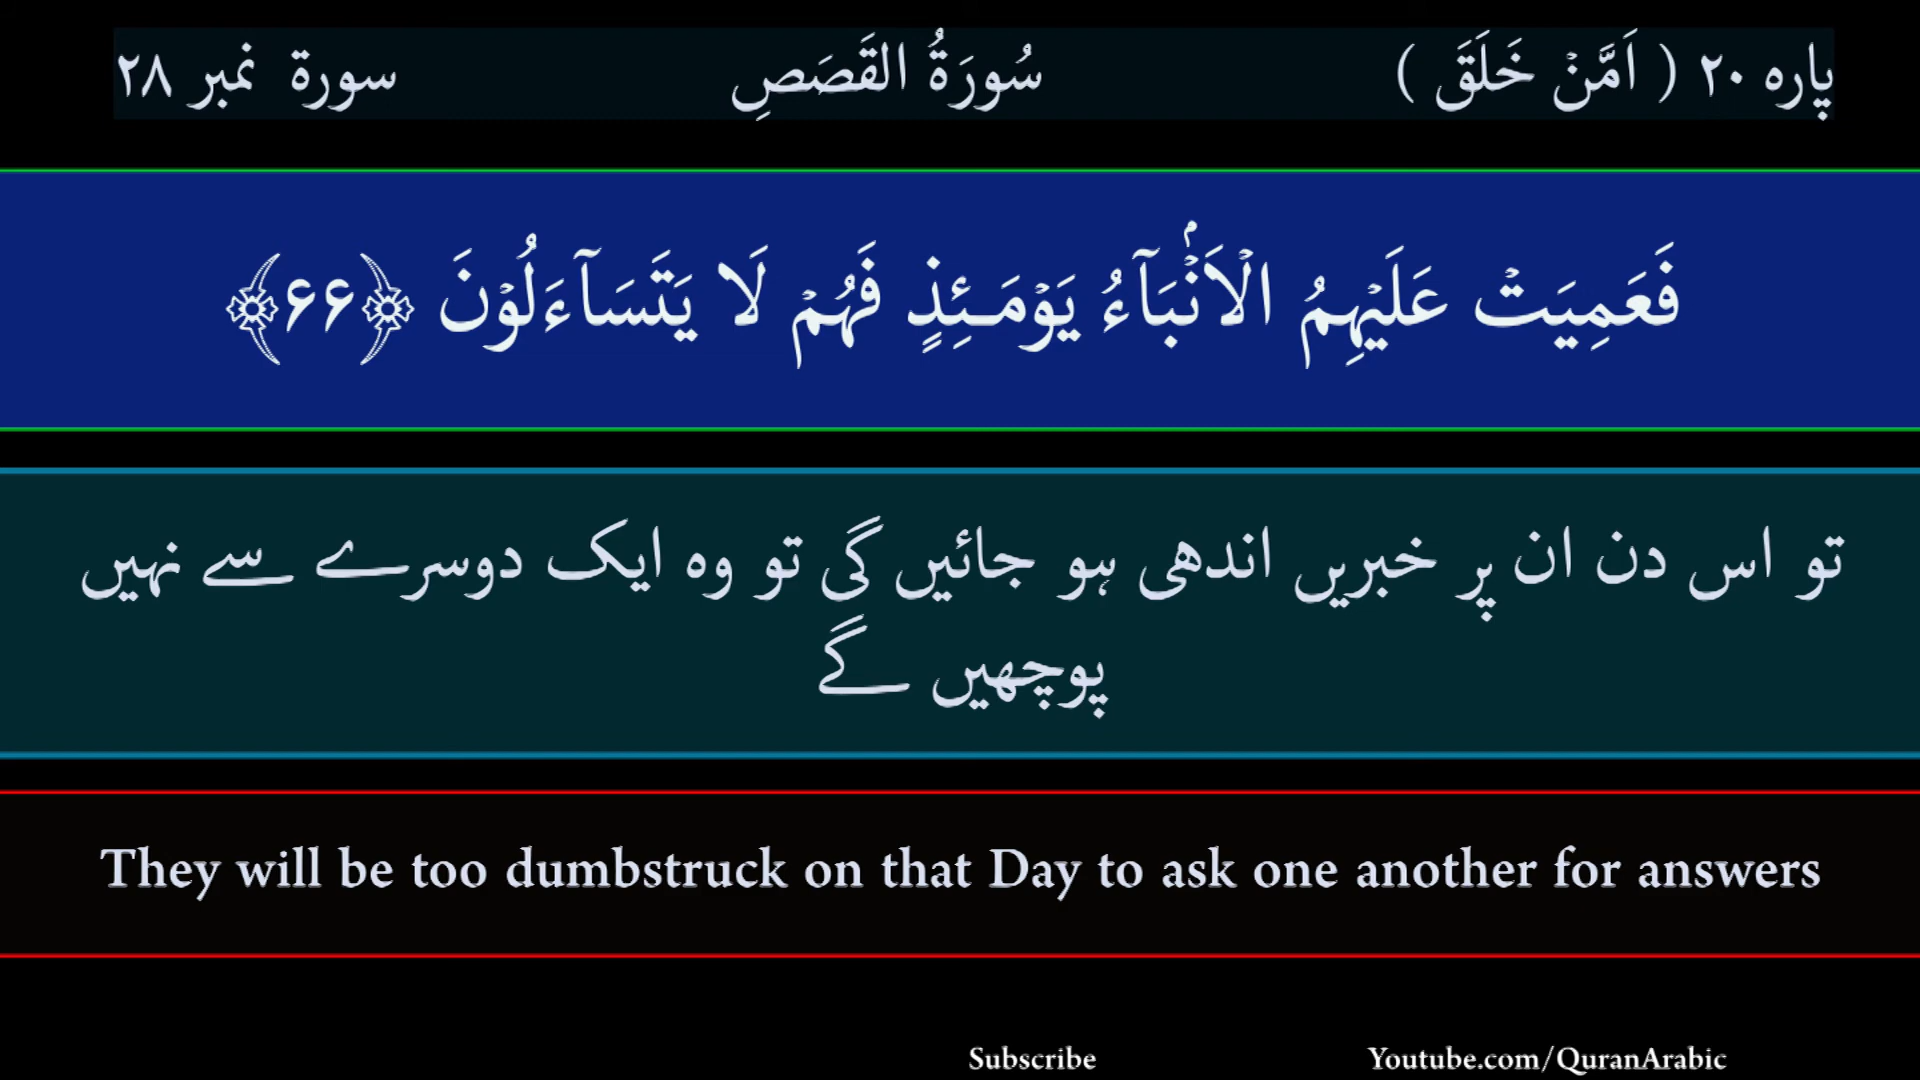 پاره ۲۰ ( اَمَّنۡ خَلَقَ ) سُورَةُ القَصَصِ سورة نمبر ۲۸
فَعَمِيَتۡ عَلَيۡهِمُ الۡاَنۡۢبَآءُ يَوۡمَـئِذٍ فَهُمۡ لَا يَتَسَآءَلُوۡنَ ﴿۶۶﴾
تو اس دن ان پر خبریں اندھی ہو جائیں گی تو وہ ایک دوسرے سے نہیں
پوچھیں گے
They will be too dumbstruck on that Day to ask one another for answers
Subscribe Youtube.com/QuranArabic